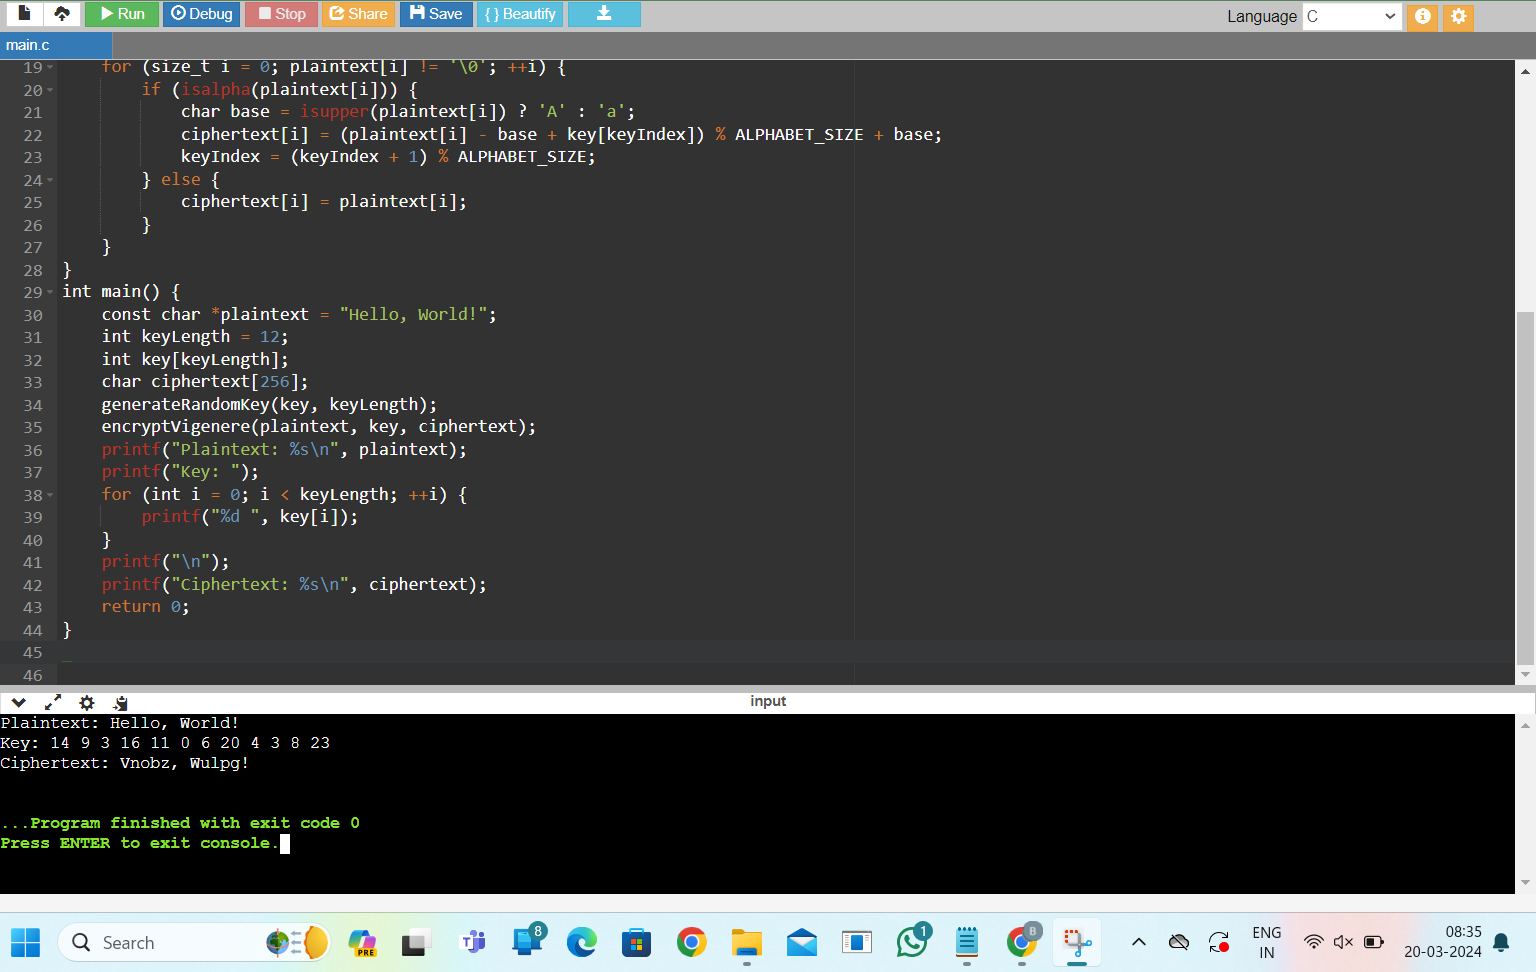 Run Debug Stop Share Save { } Beautify Language C
main.c
19 for (size_t i = 0; plaintext[i] != '\0'; ++i) {
20 if (isalpha(plaintext[i])) {
21 char base = isupper(plaintext[i]) ? 'A' : 'a';
22 ciphertext[i] = (plaintext[i] - base + key[keyIndex]) % ALPHABET_SIZE + base;
23 keyIndex = (keyIndex + 1) % ALPHABET_SIZE;
24 } else {
25 ciphertext[i] = plaintext[i];
26 }
27 }
28 }
29 int main() {
30 const char *plaintext = "Hello, World!";
31 int keyLength = 12;
32 int key[keyLength];
33 char ciphertext[256];
34 generateRandomKey(key, keyLength);
35 encryptVigenere(plaintext, key, ciphertext);
36 printf("Plaintext: %s\n", plaintext);
37 printf("Key: ");
38 for (int i = 0; i < keyLength; ++i) {
39 printf("%d ", key[i]);
40 }
41 printf("\n");
42 printf("Ciphertext: %s\n", ciphertext);
43 return 0;
44 }
45
46
input
Plaintext: Hello, World!
Key: 14 9 3 16 11 0 6 20 4 3 8 23
Ciphertext: Vnobz, Wulpg!
...Program finished with exit code 0
Press ENTER to exit console.
Search PRE 8 1 B ENG 08:35
IN 20-03-2024